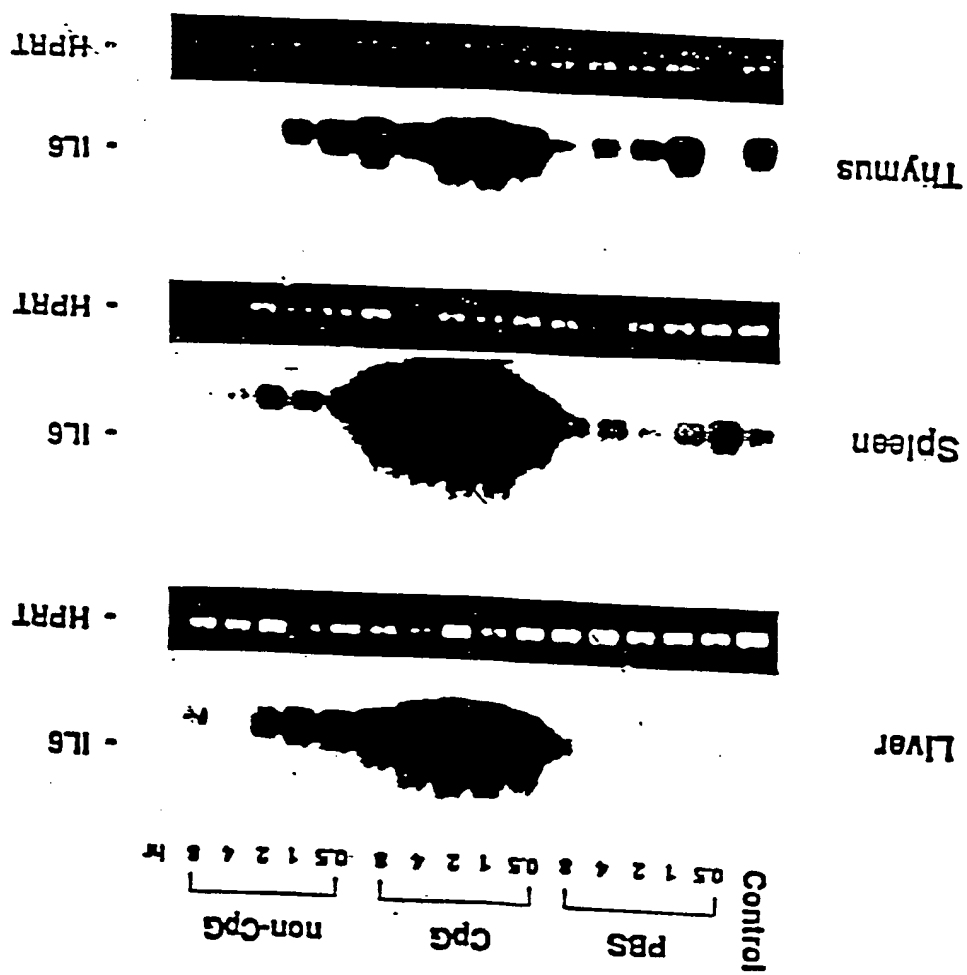 Control PBS CpG non-CpG
0.5 1 2 4 8 0.5 1 2 4 8 0.5 1 2 4 8 hr
Liver - IL6
- HPRT
Spleen - IL6
- HPRT
Thymus - IL6
- HPRT